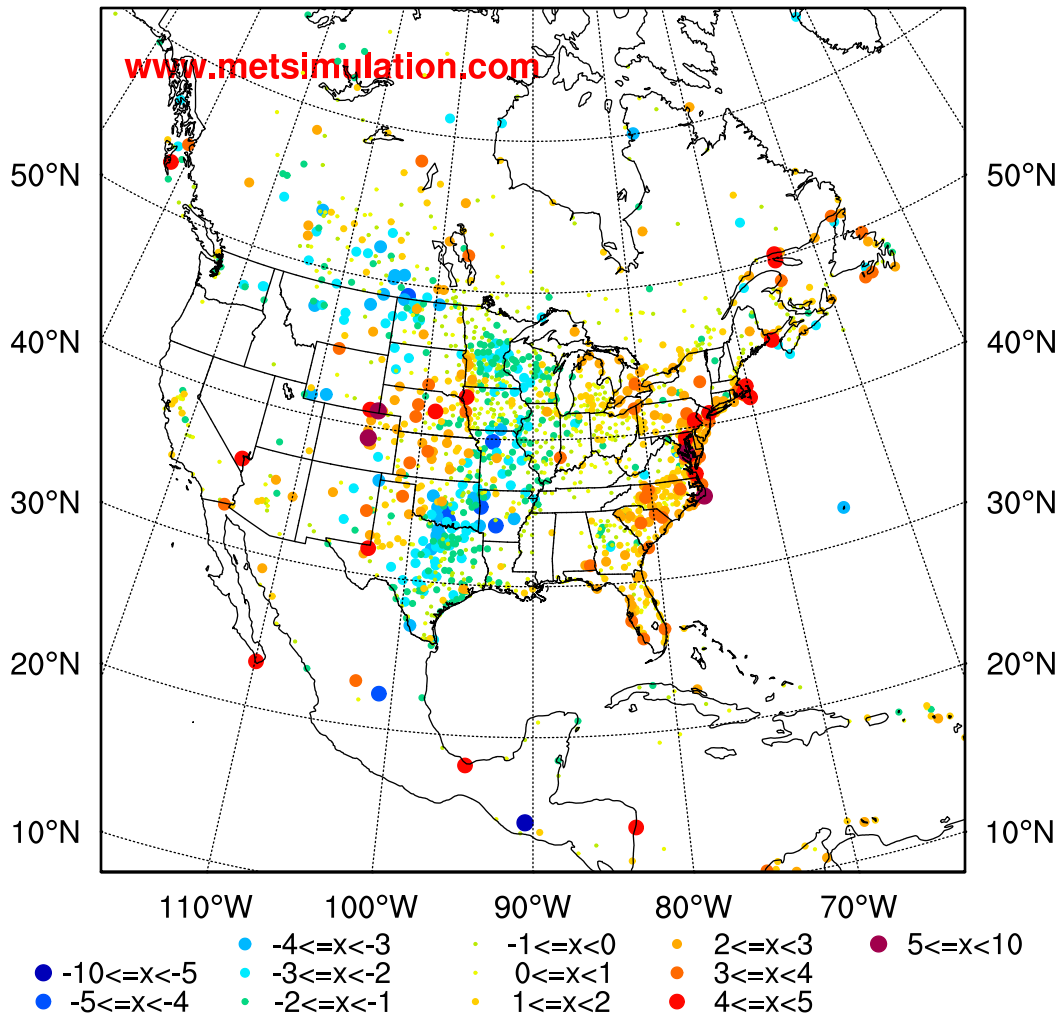 www.metsimulation.com
50°N 50°N
40°N 40°N
30°N 30°N
20°N 20°N
10°N 10°N
110°W 100°W 90°W 80°W 70°W
-4<=x<-3 -1<=x<0 2<=x<3 5<=x<10
-10<=x<-5 -3<=x<-2 0<=x<1 3<=x<4
-5<=x<-4 -2<=x<-1 1<=x<2 4<=x<5